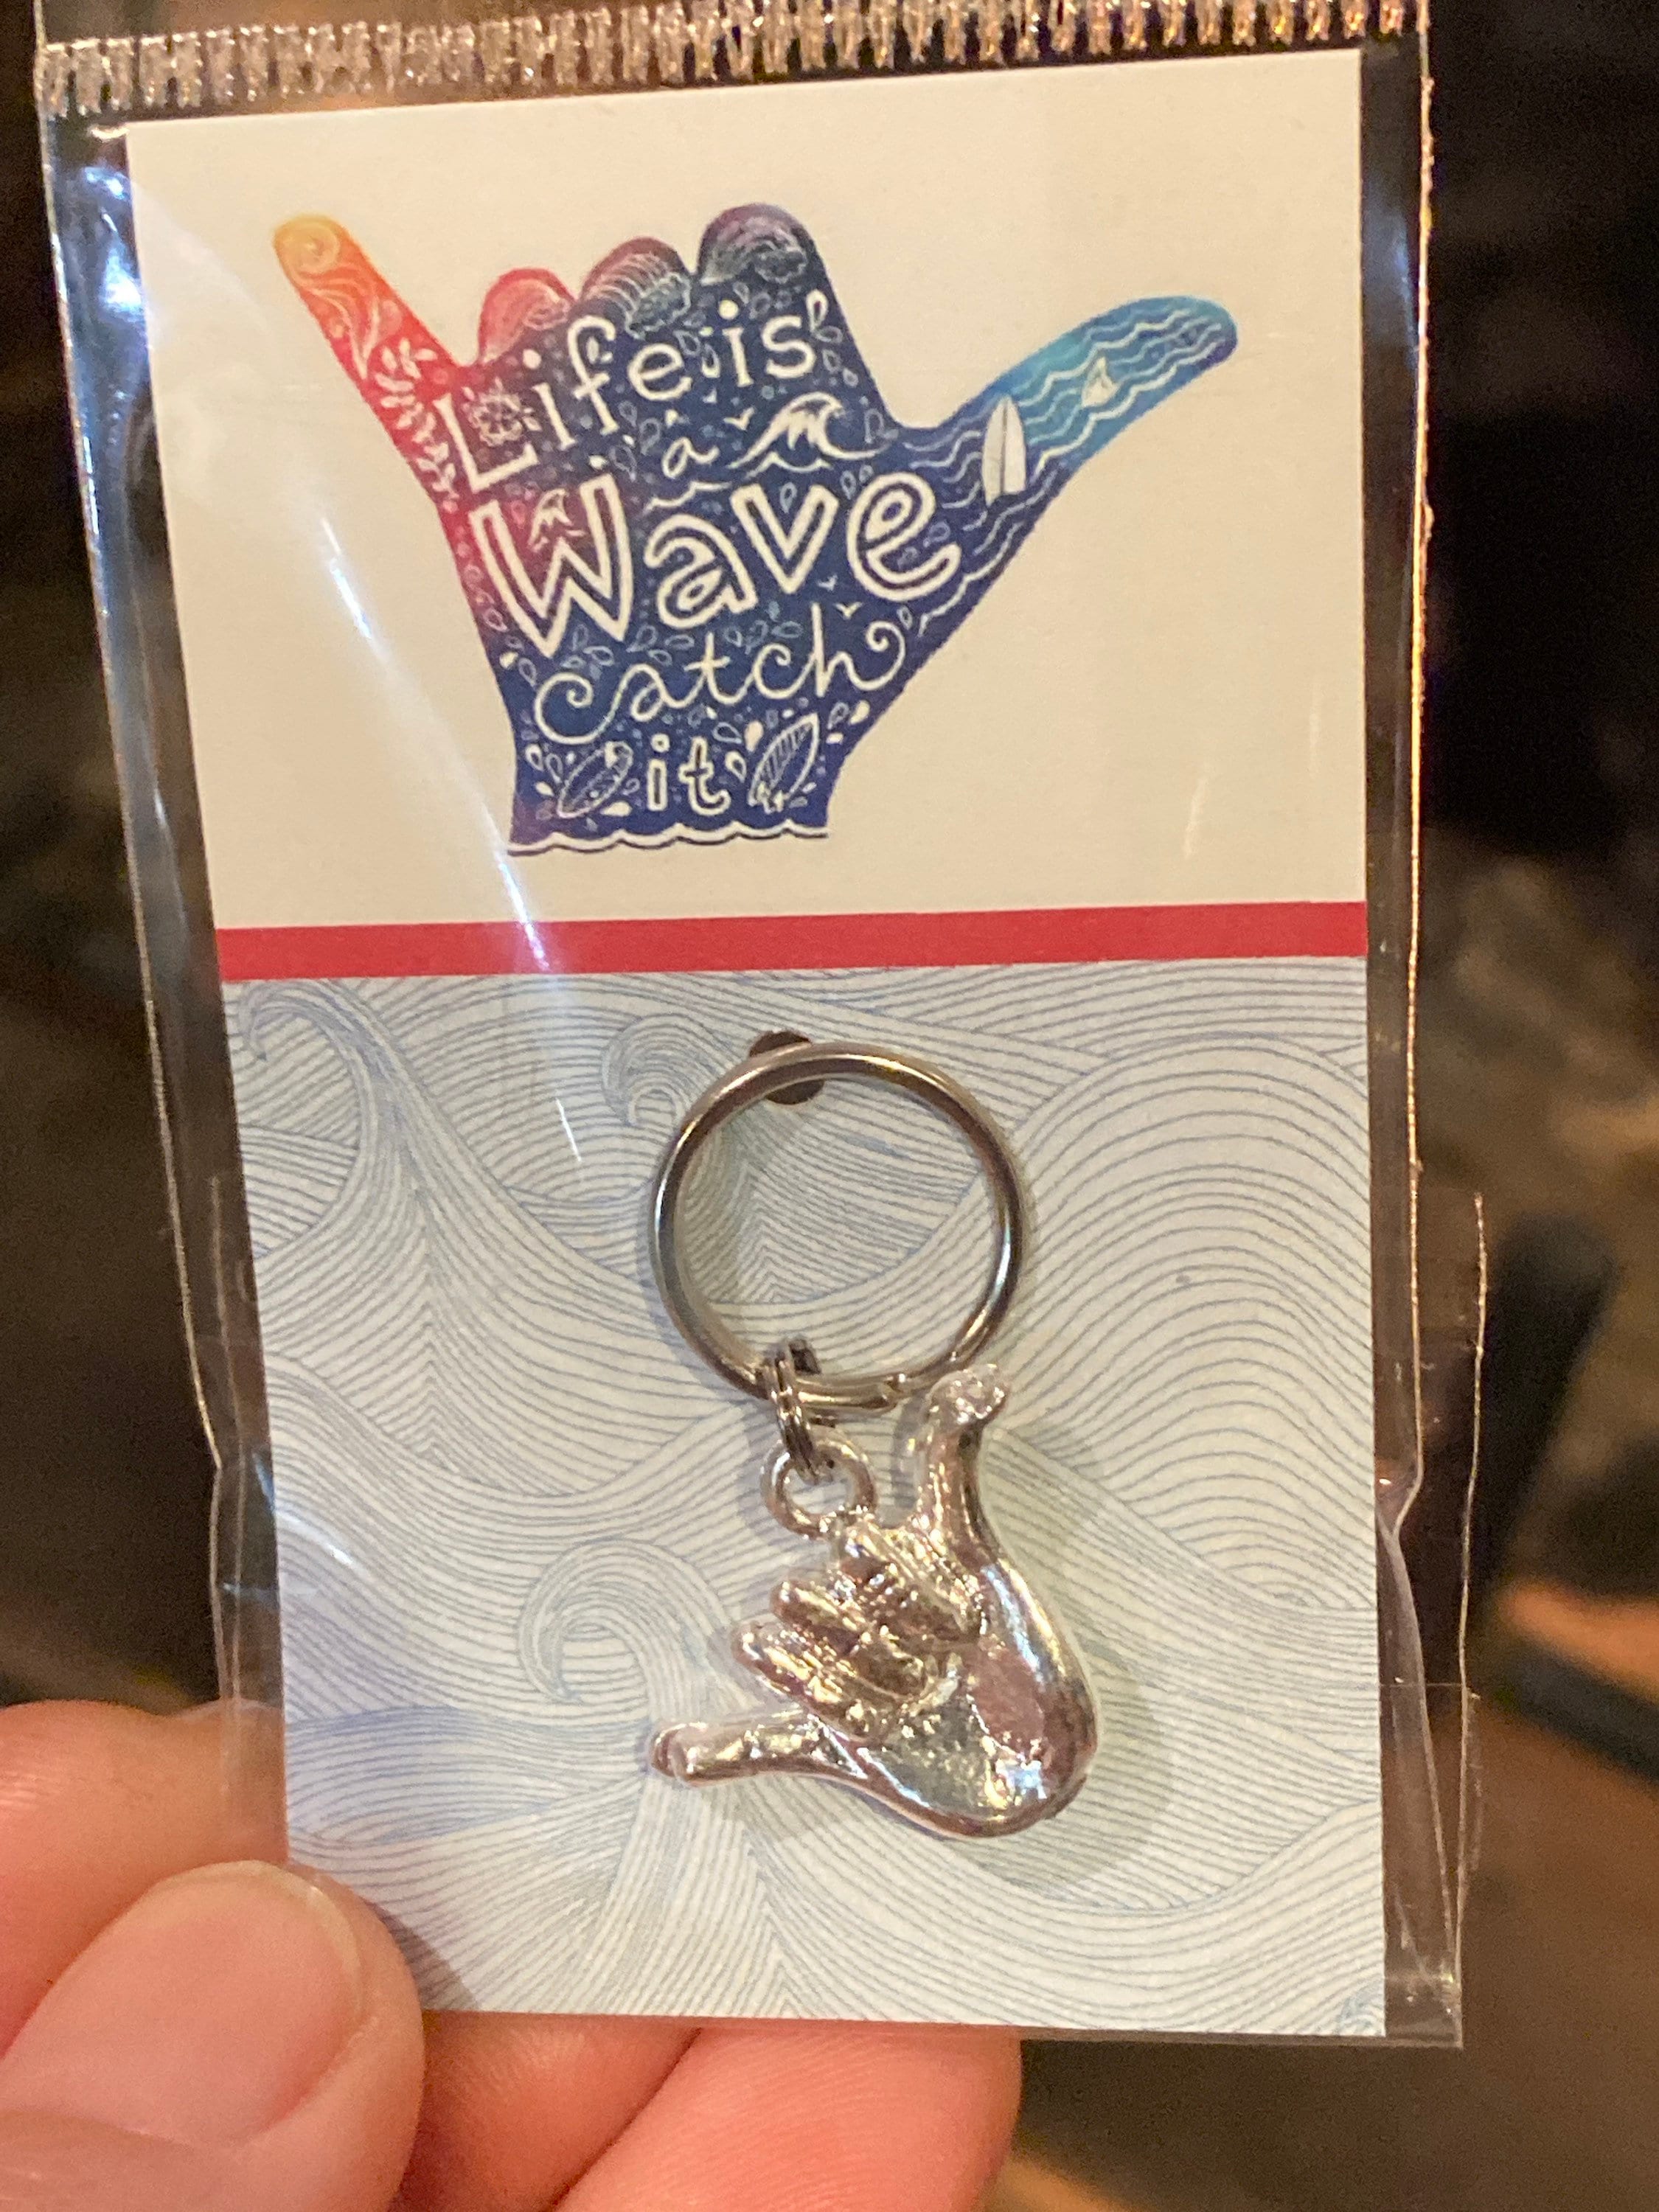 Life is
a
Wave
catch
it